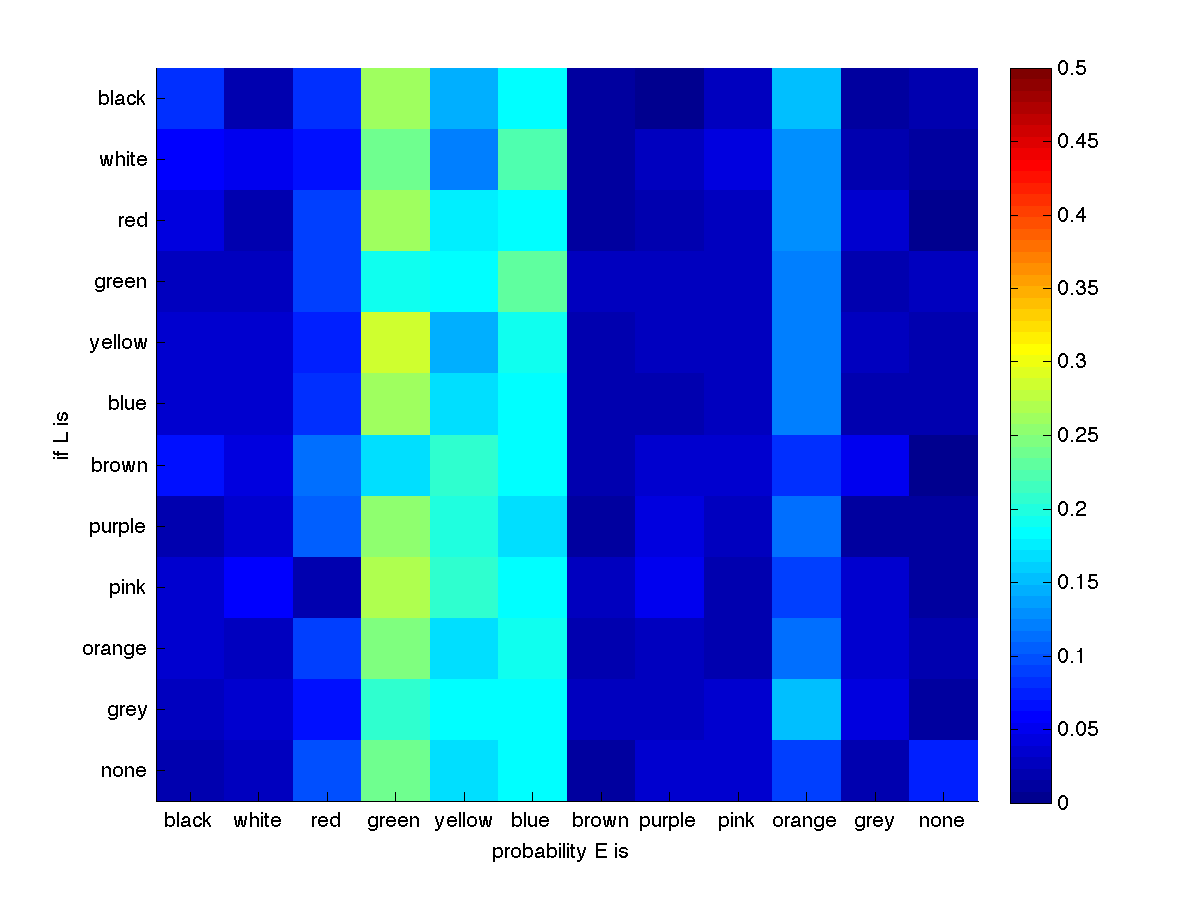 black
white
red
green
yellow
blue
brown
purple
pink
orange
grey
none
if L is
black white red green yellow blue brown purple pink orange grey none
probability E is
0.5
0.45
0.4
0.35
0.3
0.25
0.2
0.15
0.1
0.05
0